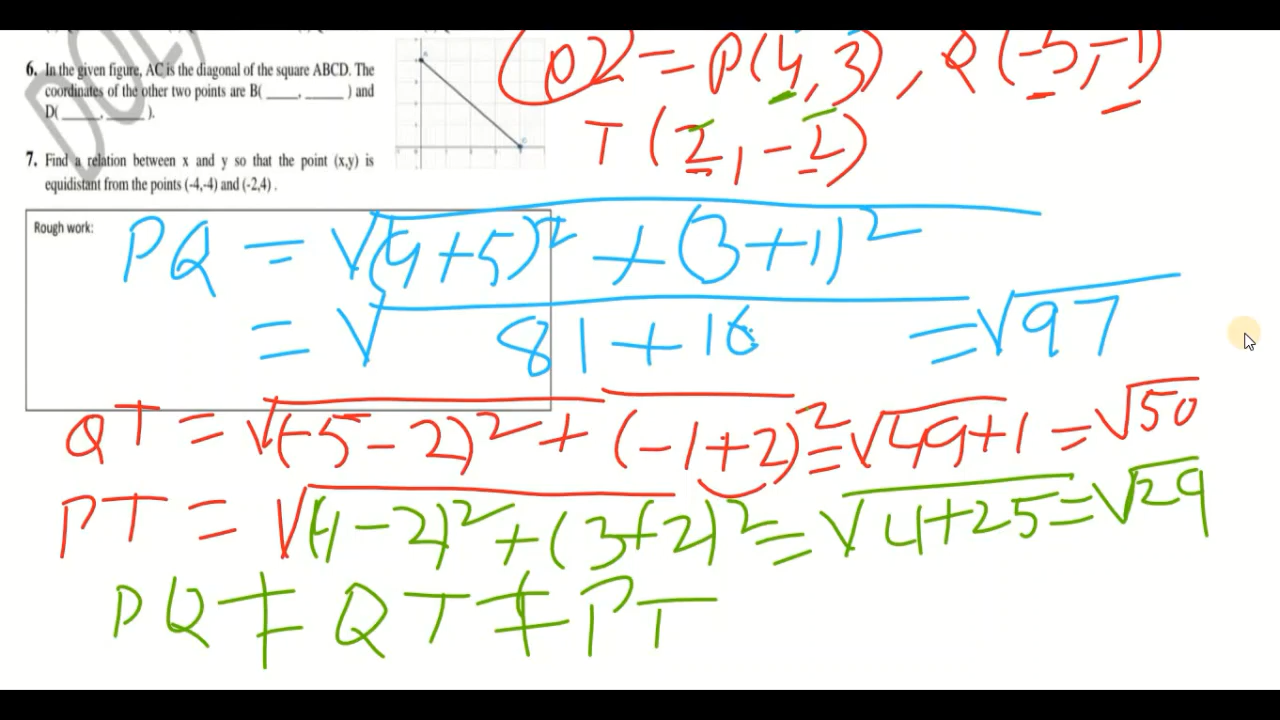 6. In the given figure, AC is the diagonal of the square ABCD. The
coordinates of the other two points are B( ____, _____ ) and
D( _____, _____ ).
7. Find a relation between x and y so that the point (x,y) is
equidistant from the points (-4,-4) and (-2,4) .
Rough work:
Q2 = P(4,3), Q(-5,-1)
T(2,-2)
PQ = √(4+5)² + (3+1)²
= √81+16 = √97
QT = √(-5-2)² + (-1+2)² = √49+1 = √50
PT = √(4-2)² + (3+2)² = √4+25 = √29
PQ ≠ QT ≠ PT